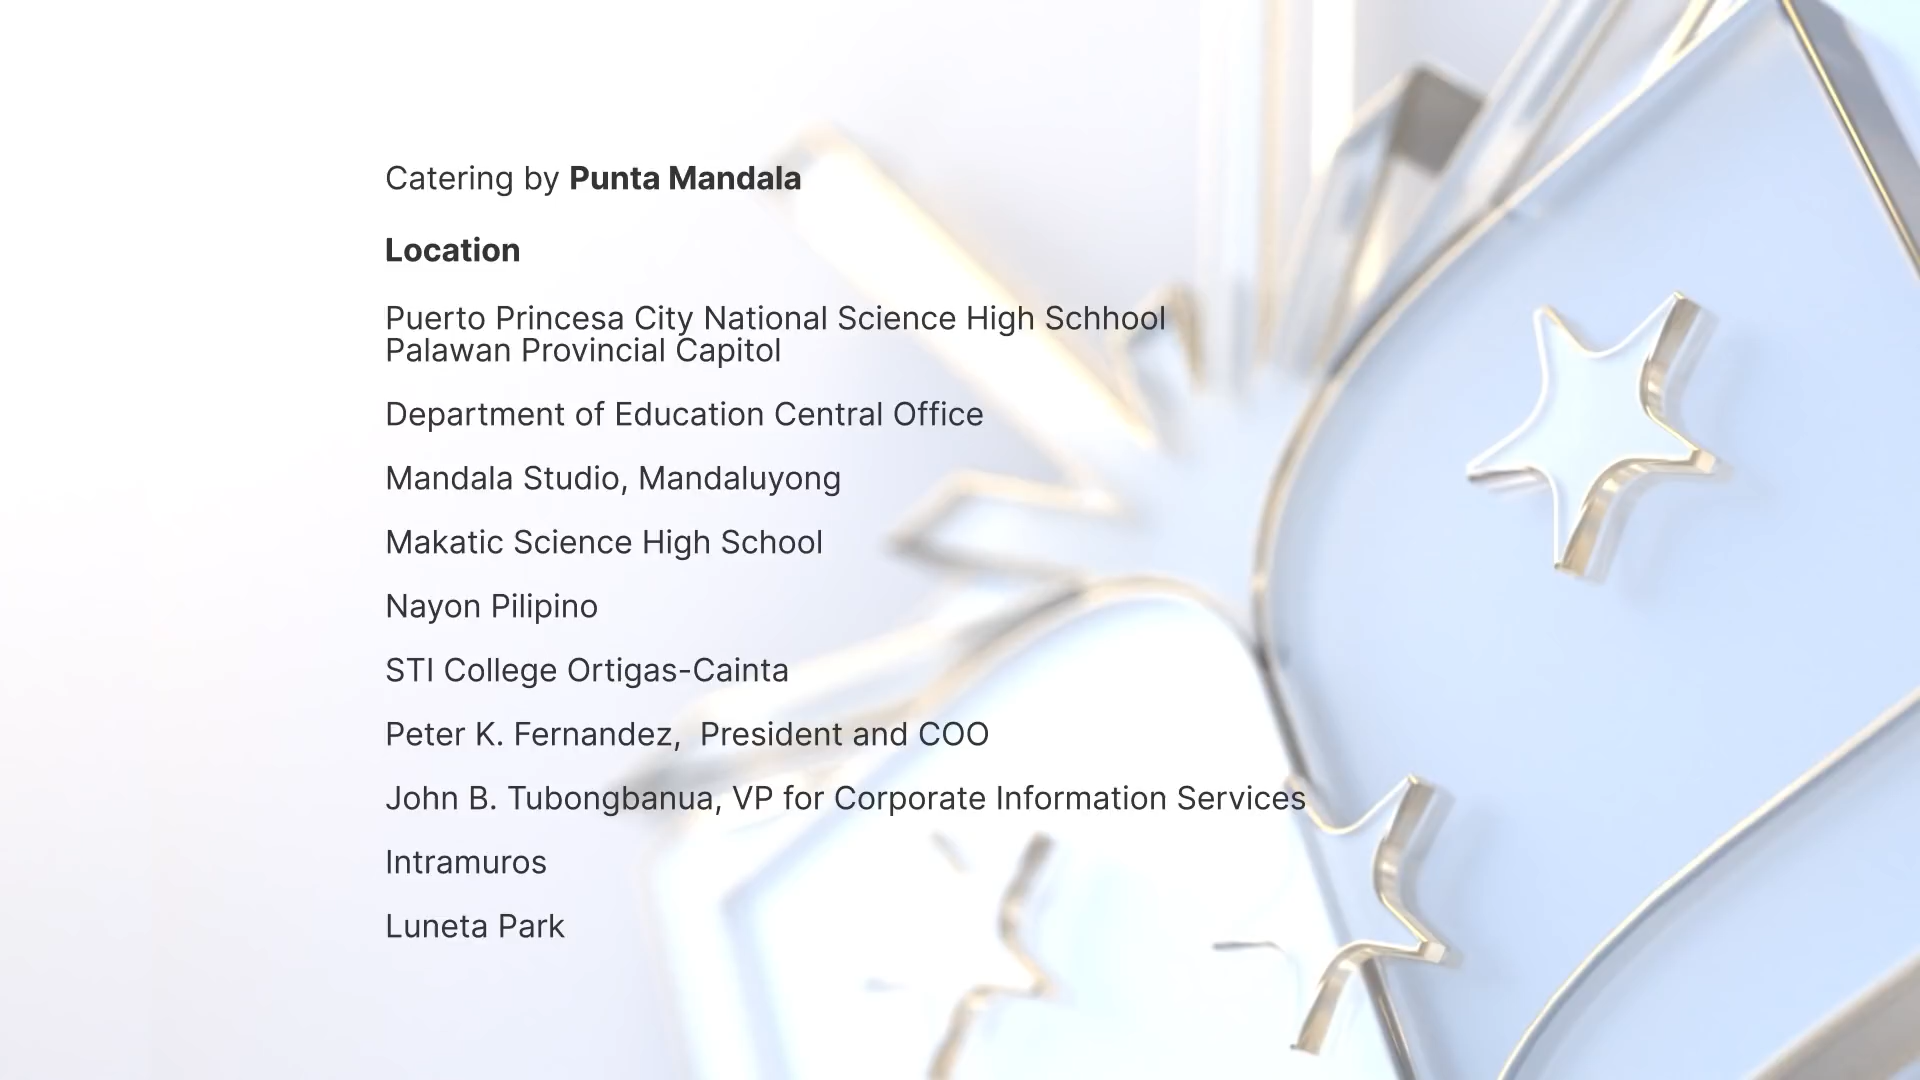 Catering by Punta Mandala
Location
Puerto Princesa City National Science High Schhool
Palawan Provincial Capitol
Department of Education Central Office
Mandala Studio, Mandaluyong
Makatic Science High School
Nayon Pilipino
STI College Ortigas-Cainta
Peter K. Fernandez,  President and COO
John B. Tubongbanua, VP for Corporate Information Services
Intramuros
Luneta Park